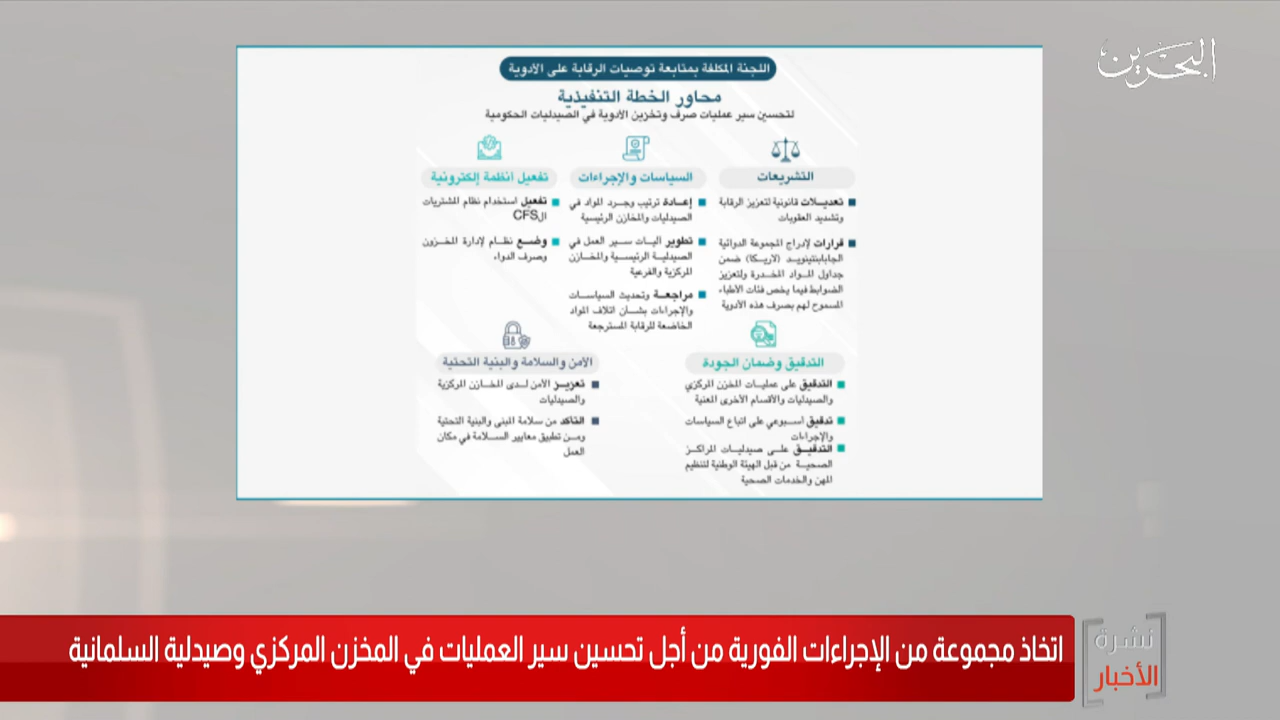 البحرين
اللجنة المكلفة بمتابعة توصيات الرقابة على الأدوية
محاور الخطة التنفيذية
لتحسين سير عمليات صرف وتخزين الأدوية في الصيدليات الحكومية
التشريعات
تعديلات قانونية لتعزيز الرقابة
وتشديد العقوبات
قرارات لإدراج المجموعة الدوائية
الجابابنتينويد (لاريكا) ضمن
جداول المواد المخدرة ولتعزيز
الضوابط فيما يخص فئات الأطباء
المسموح لهم بصرف هذه الأدوية
السياسات والإجراءات
إعادة ترتيب وجرد المواد في
الصيدليات والمخازن الرئيسية
تطوير آليات سير العمل في
الصيدلية الرئيسية والمخازن
المركزية والفرعية
مراجعة وتحديث السياسات
والإجراءات بشأن اتلاف المواد
الخاضعة للرقابة المسترجعة
تفعيل أنظمة إلكترونية
تفعيل استخدام نظام المشتريات
الCFS
وضع نظام لإدارة المخزون
وصرف الدواء
التدقيق وضمان الجودة
التدقيق على عمليات المخزن المركزي
والصيدليات والأقسام الأخرى المعنية
تدقيق أسبوعي على اتباع السياسات
والإجراءات
التدقيق على صيدليات المراكز
الصحية من قبل الهيئة الوطنية لتنظيم
المهن والخدمات الصحية
الأمن والسلامة والبنية التحتية
تعزيز الأمن لدى المخازن المركزية
والصيدليات
التأكد من سلامة المبنى والبنية التحتية
ومن تطبيق معايير السلامة في مكان
العمل
نشرة
الأخبار
اتخاذ مجموعة من الإجراءات الفورية من أجل تحسين سير العمليات في المخزن المركزي وصيدلية السلمانية